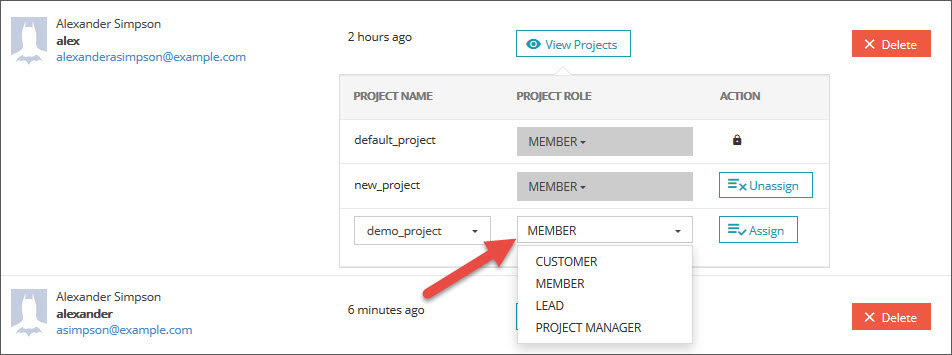 Alexander Simpson
alex
alexanderasimpson@example.com
2 hours ago
View Projects
Delete
PROJECT NAME PROJECT ROLE ACTION
default_project MEMBER
new_project MEMBER Unassign
demo_project MEMBER Assign
CUSTOMER
MEMBER
LEAD
PROJECT MANAGER
Alexander Simpson
alexander
asimpson@example.com
6 minutes ago
Delete